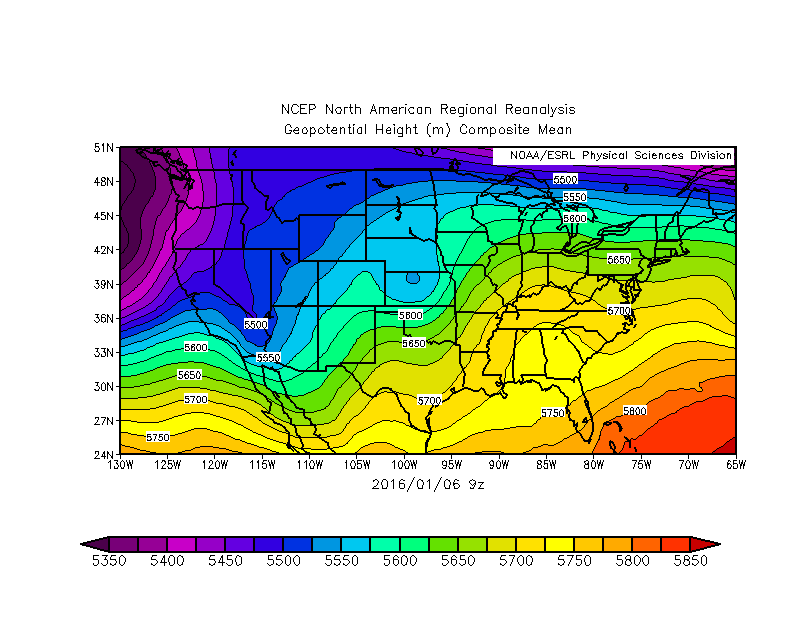 NCEP North American Regional Reanalysis
Geopotential Height (m) Composite Mean
NOAA/ESRL Physical Sciences Division
51N
48N
45N
42N
39N
36N
33N
30N
27N
24N
5500
5550
5600
5650
5700
5500
5550
5600
5650
5700
5750
5600
5650
5700
5750
5800
130W 125W 120W 115W 110W 105W 100W 95W 90W 85W 80W 75W 70W 65W
2016/01/06 9z
5350 5400 5450 5500 5550 5600 5650 5700 5750 5800 5850